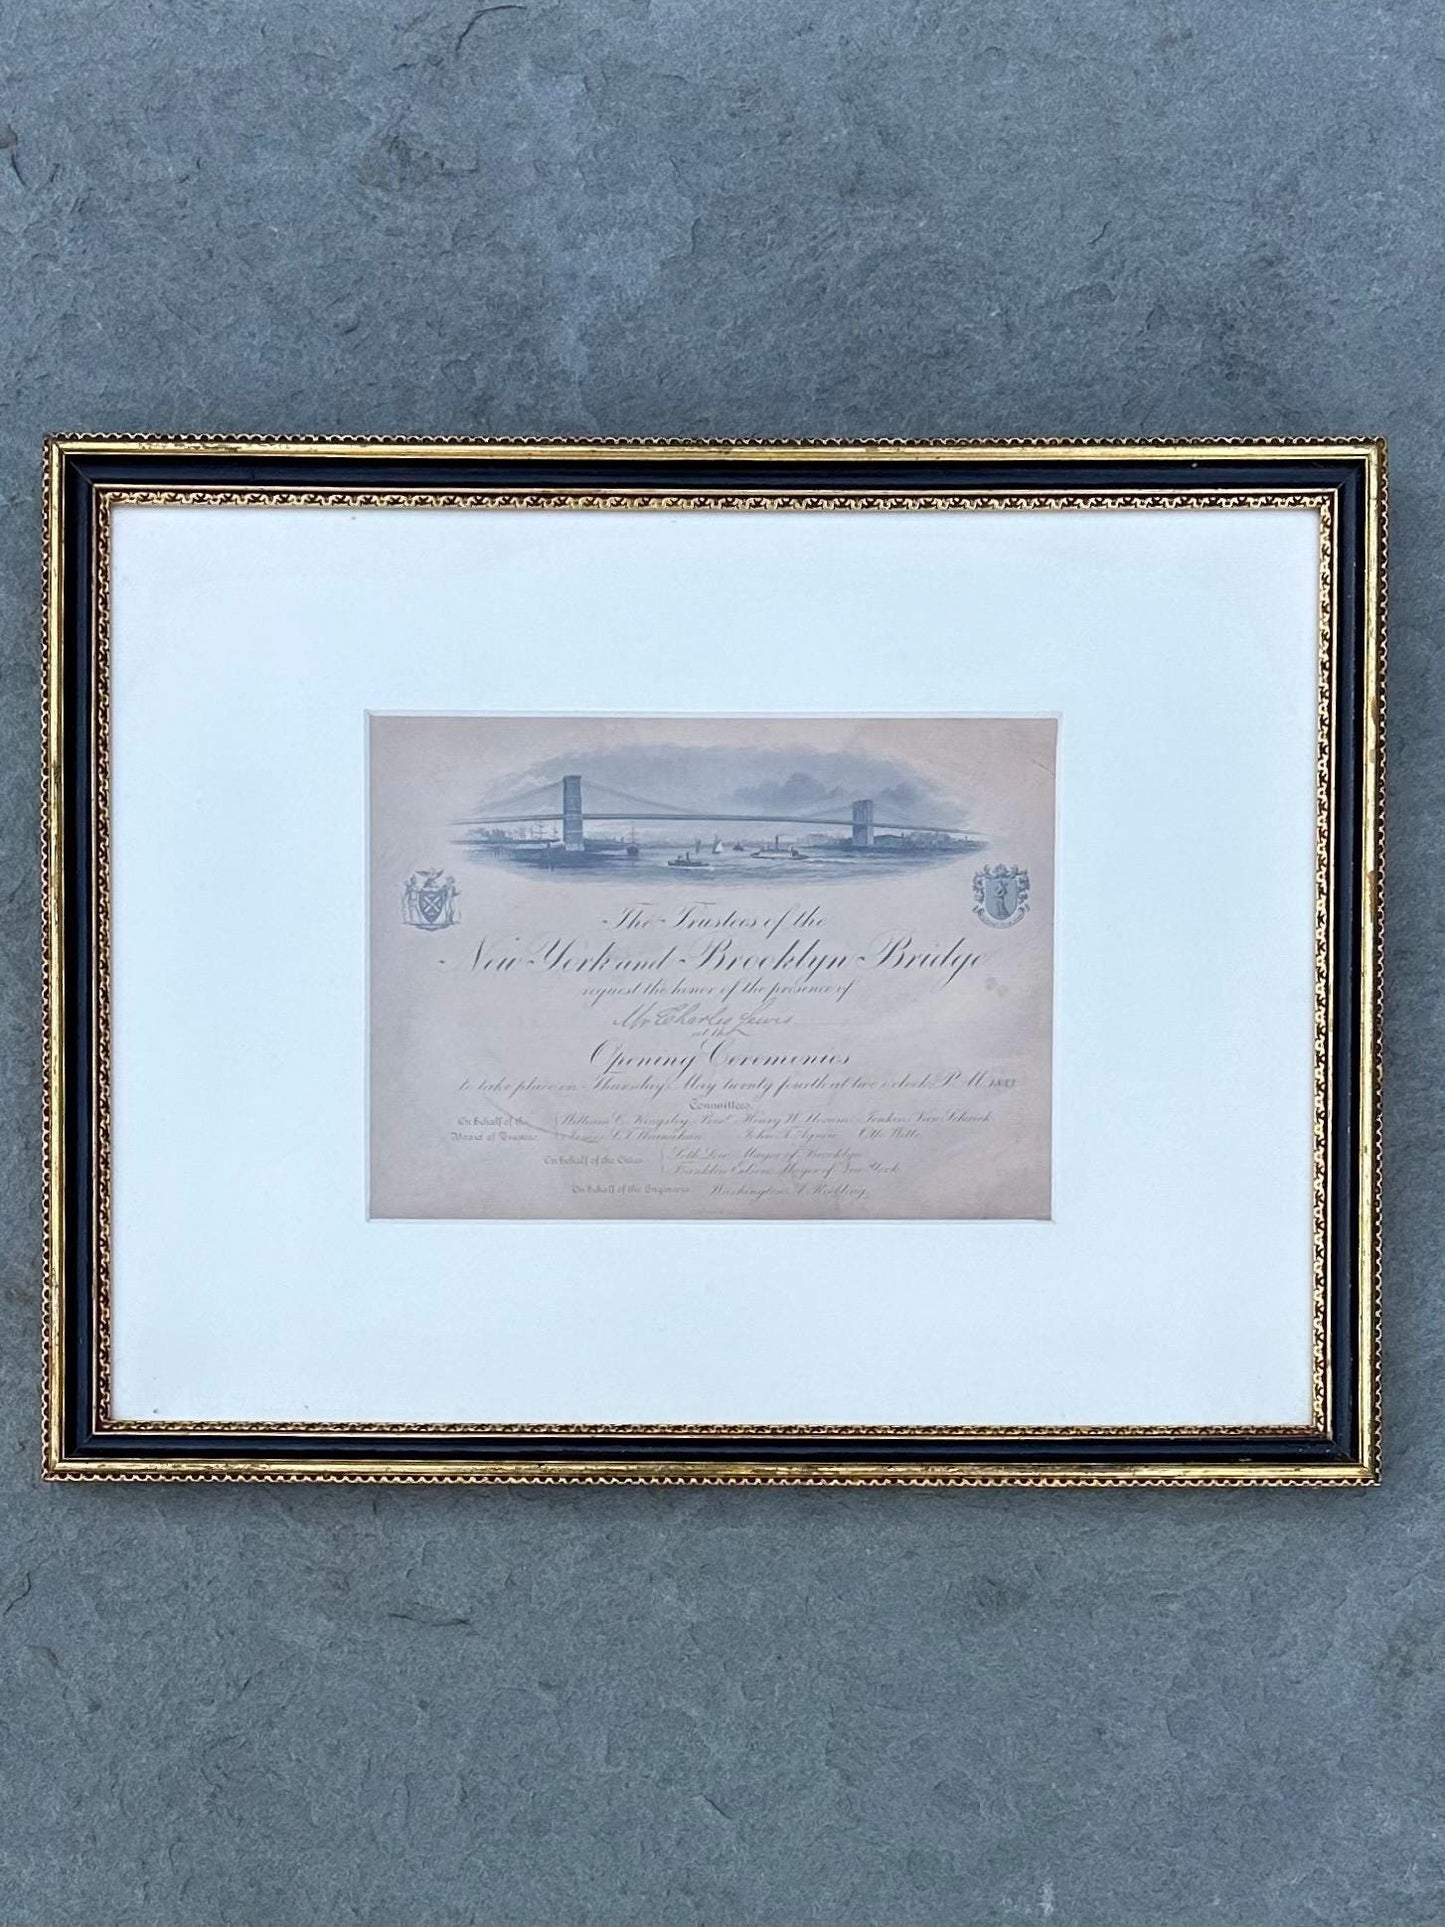 The Trustees of the
New York and Brooklyn Bridge
request the honor of the presence of
Mr Charles Lewis
at the
Opening Ceremonies
to take place on Thursday, May twenty fourth at two o'clock P.M. 1883
Committees.
On behalf of the William C. Kingsley, Henry W. Slocum Jenkins Van Schaick
Board of Trustees John T. Agnew Otto Witte
On behalf of the Cities Seth Low Mayor of Brooklyn
Franklin Edson Mayor of New York
On behalf of the Engineers Washington A. Roebling